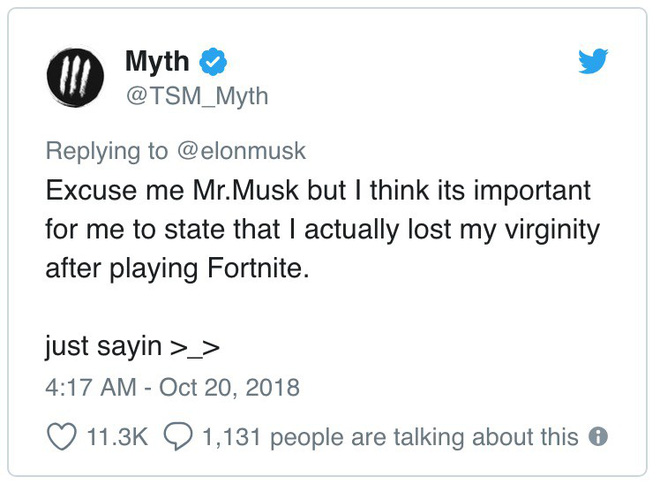 Myth
@TSM_Myth
Replying to @elonmusk
Excuse me Mr.Musk but I think its important
for me to state that I actually lost my virginity
after playing Fortnite.
just sayin >_>
4:17 AM - Oct 20, 2018
11.3K 1,131 people are talking about this